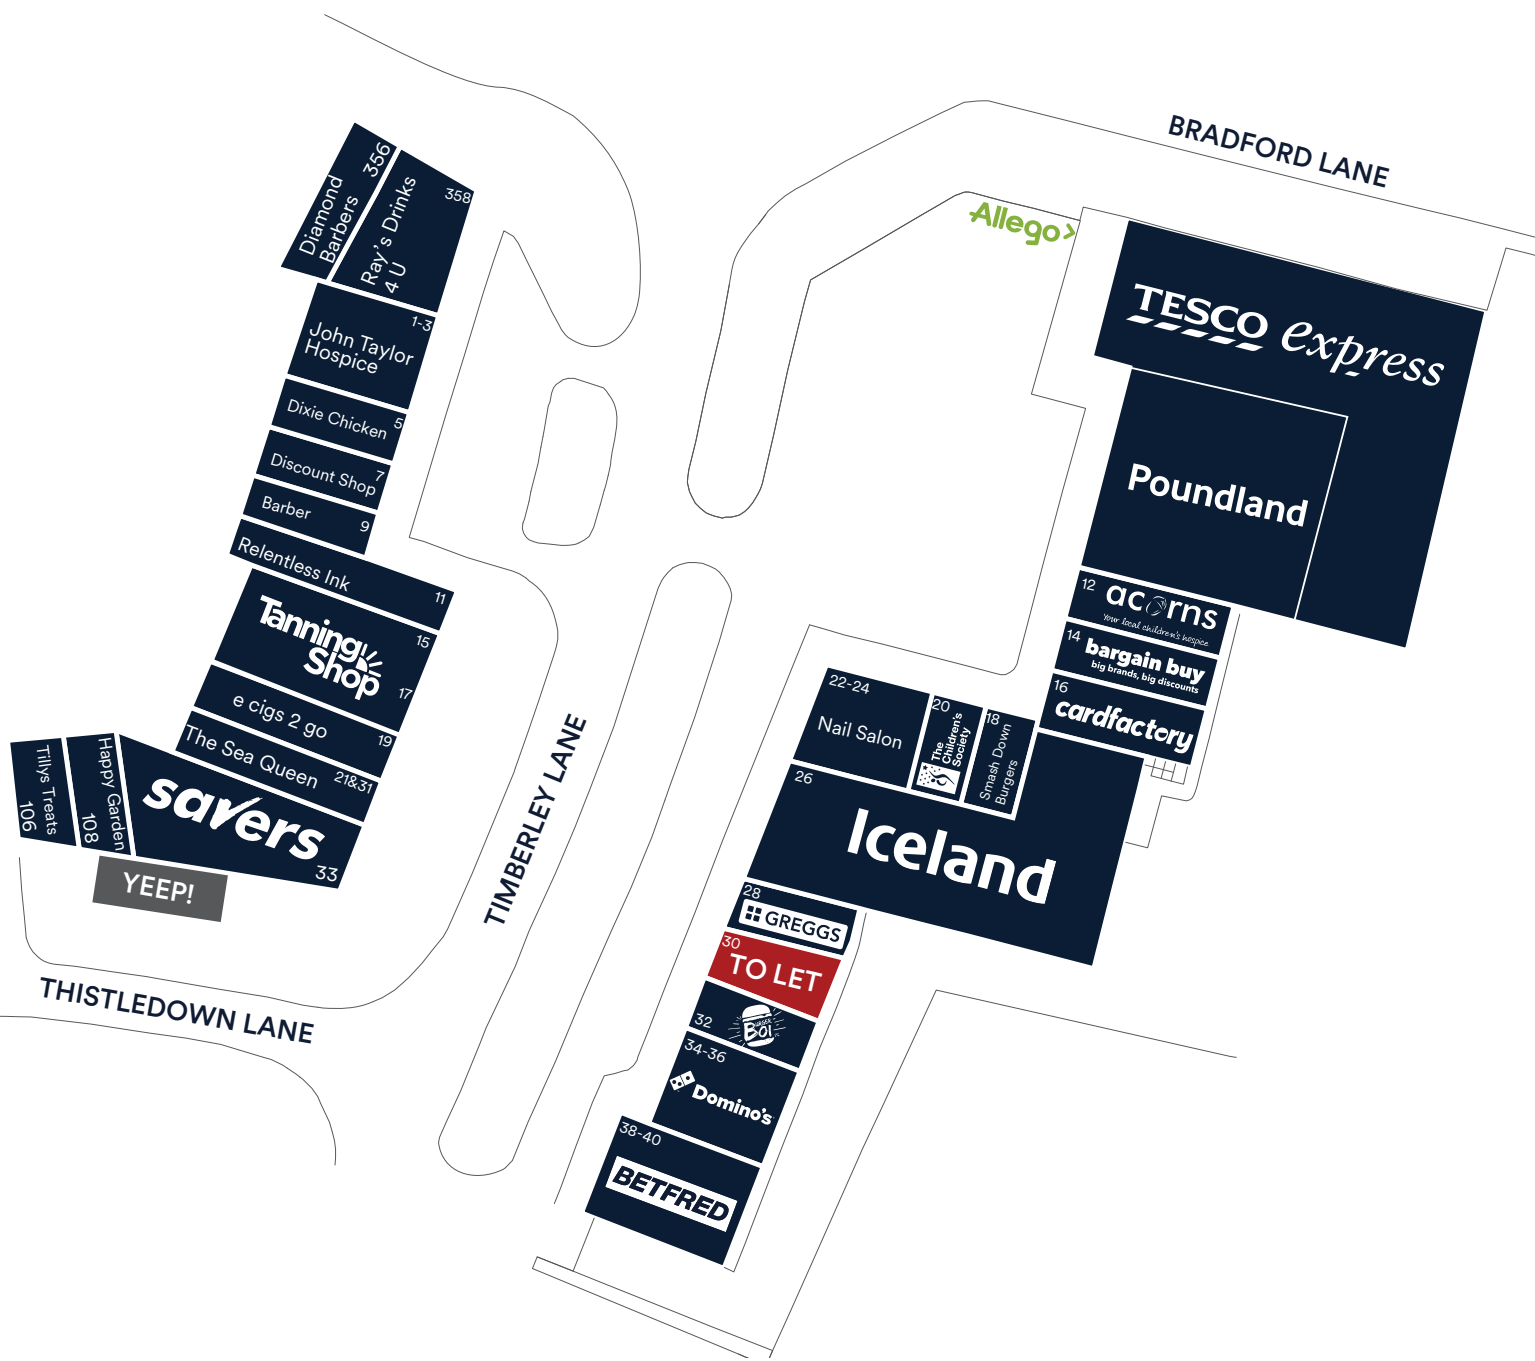 BRADFORD LANE
Allego
356
Diamond
Barbers
358
Ray's Drinks
4 U
1-3
John Taylor
Hospice
Dixie Chicken
5
Discount Shop
7
Barber
9
Relentless Ink
11
15
Tanning
Shop
17
e cigs 2 go
19
The Sea Queen
21&31
Tillys Treats
106
Happy Garden
108
savers
33
YEEP!
THISTLEDOWN LANE
TIMBERLEY LANE
TESCO express
Poundland
12
acorns
Your local children's hospice
14
bargain buy
big brands, big discounts
16
cardfactory
22-24
Nail Salon
20
The
Children's
Society
18
Smash Down
Burgers
26
Iceland
28
GREGGS
30
TO LET
32
BURGER
BOI
34-36
Domino's
38-40
BETFRED